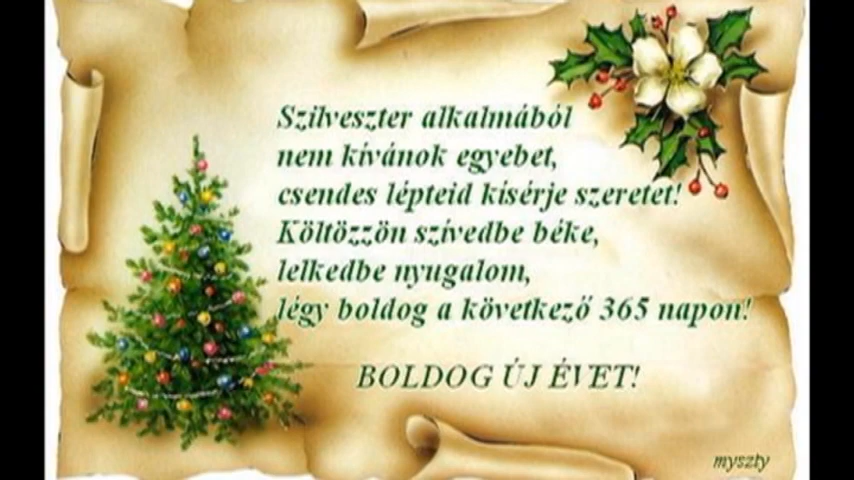 Szilveszter alkalmából
nem kívánok egyebet,
csendes lépteid kísérje szeretet!
Költözzön szívedbe béke,
lelkedbe nyugalom,
légy boldog a következő 365 napon!
BOLDOG ÚJ ÉVET!
myszty